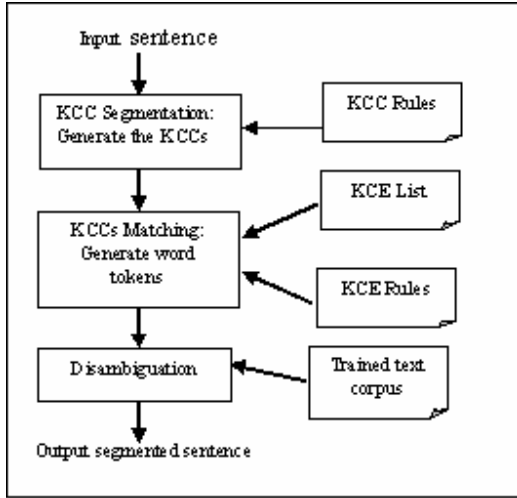 Input sentence
KCC Segmentation:
Generate the KCCs
KCC Rules
KCE List
KCCs Matching:
Generate word
tokens
KCE Rules
Disambiguation
Trained text
corpus
Output segmented sentence